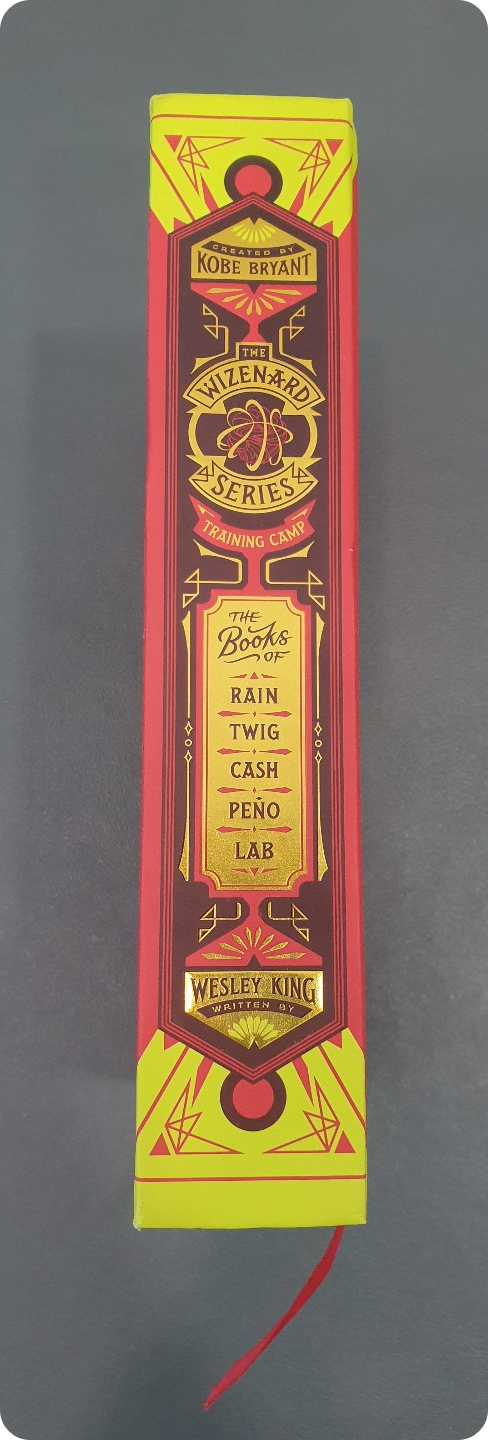 CREATED BY
KOBE BRYANT
THE
WIZENARD
SERIES
TRAINING CAMP
THE
Books
OF
RAIN
TWIG
CASH
PEÑO
LAB
WESLEY KING
WRITTEN BY